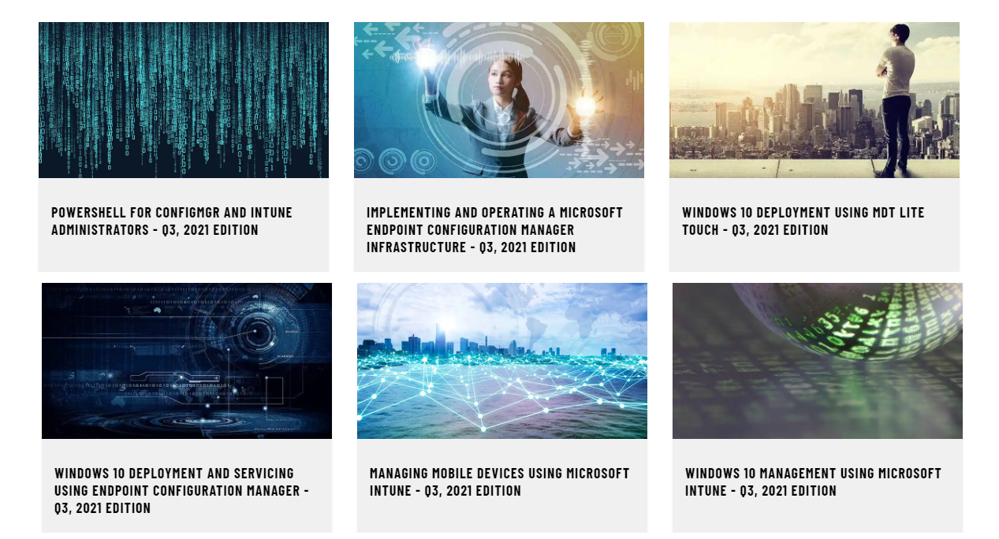 POWERSHELL FOR CONFIGMGR AND INTUNE
ADMINISTRATORS - Q3, 2021 EDITION
IMPLEMENTING AND OPERATING A MICROSOFT
ENDPOINT CONFIGURATION MANAGER
INFRASTRUCTURE - Q3, 2021 EDITION
WINDOWS 10 DEPLOYMENT USING MDT LITE
TOUCH - Q3, 2021 EDITION
WINDOWS 10 DEPLOYMENT AND SERVICING
USING ENDPOINT CONFIGURATION MANAGER -
Q3, 2021 EDITION
MANAGING MOBILE DEVICES USING MICROSOFT
INTUNE - Q3, 2021 EDITION
WINDOWS 10 MANAGEMENT USING MICROSOFT
INTUNE - Q3, 2021 EDITION